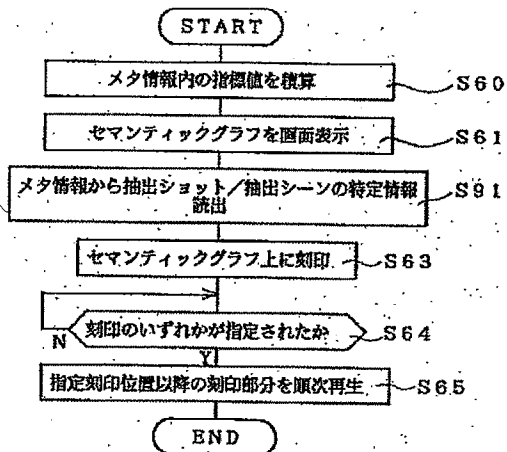 START
メタ情報内の指標値を積算
S60
セマンティックグラフを画面表示
S61
メタ情報から抽出ショット／抽出シーンの特定情報
読出
S91
セマンティックグラフ上に刻印
S63
刻印のいずれかが指定されたか
S64
N
Y
指定刻印位置以降の刻印部分を順次再生
S65
END